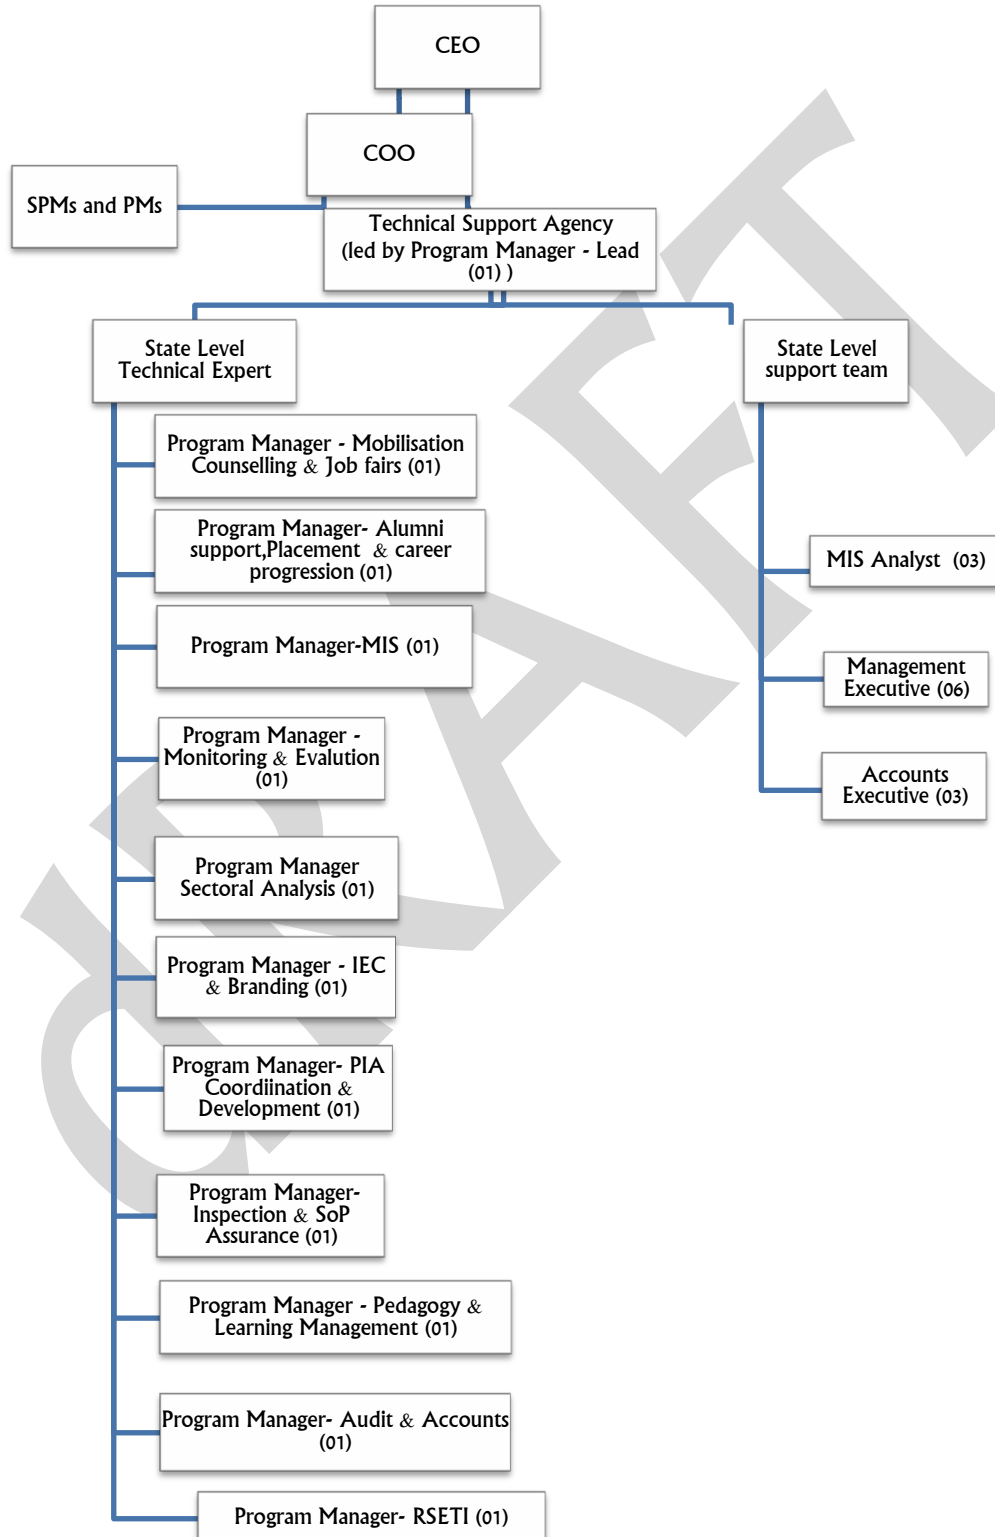 CEO
COO
SPMs and PMs
Technical Support Agency
(led by Program Manager - Lead
(01) )
State Level
Technical Expert
State Level
support team
Program Manager - Mobilisation
Counselling & Job fairs (01)
Program Manager- Alumni
support,Placement & career
progression (01)
Program Manager-MIS (01)
Program Manager -
Monitoring & Evalution
(01)
Program Manager
Sectoral Analysis (01)
Program Manager - IEC
& Branding (01)
Program Manager- PIA
Coordiination &
Development (01)
Program Manager-
Inspection & SoP
Assurance (01)
Program Manager - Pedagogy &
Learning Management (01)
Program Manager- Audit & Accounts
(01)
Program Manager- RSETI (01)
MIS Analyst (03)
Management
Executive (06)
Accounts
Executive (03)
dRAFT